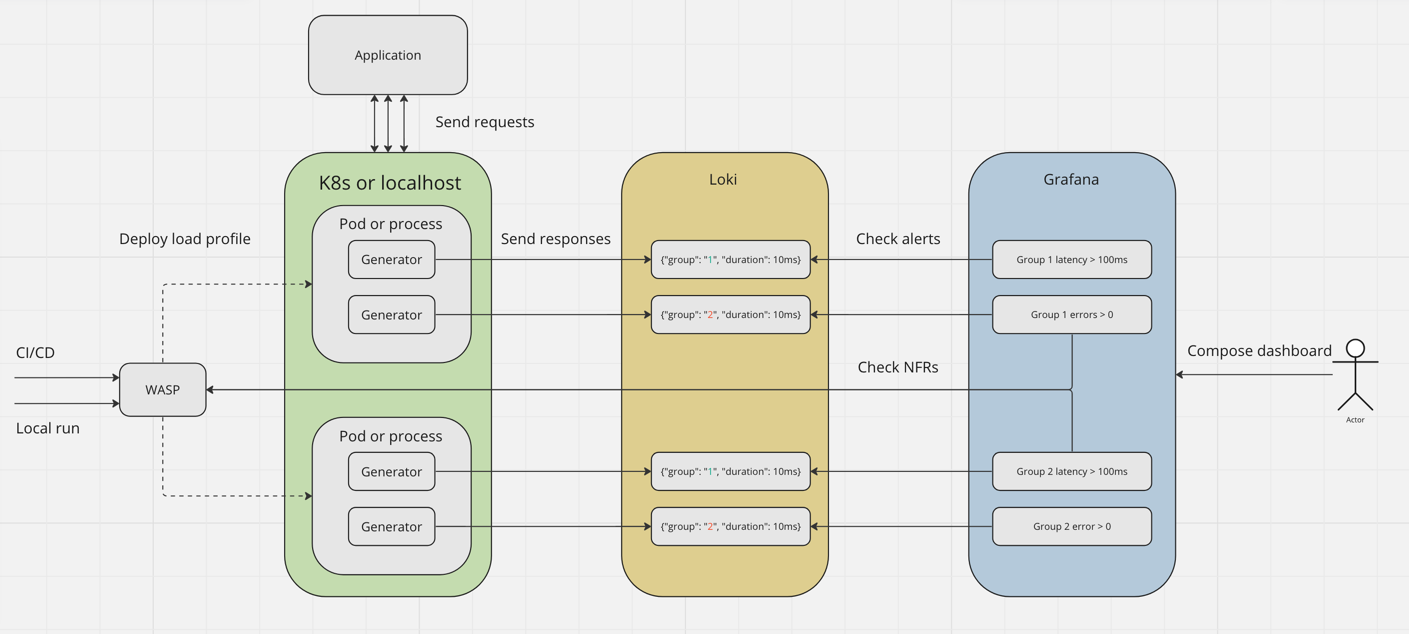 Application
Send requests
K8s or localhost
Loki
Grafana
Pod or process
Deploy load profile
Send responses
Check alerts
Generator
{"group": "1", "duration": 10ms}
Group 1 latency > 100ms
Generator
{"group": "2", "duration": 10ms}
Group 1 errors > 0
CI/CD
Compose dashboard
Check NFRs
WASP
Actor
Local run
Pod or process
Generator
{"group": "1", "duration": 10ms}
Group 2 latency > 100ms
Generator
{"group": "2", "duration": 10ms}
Group 2 error > 0